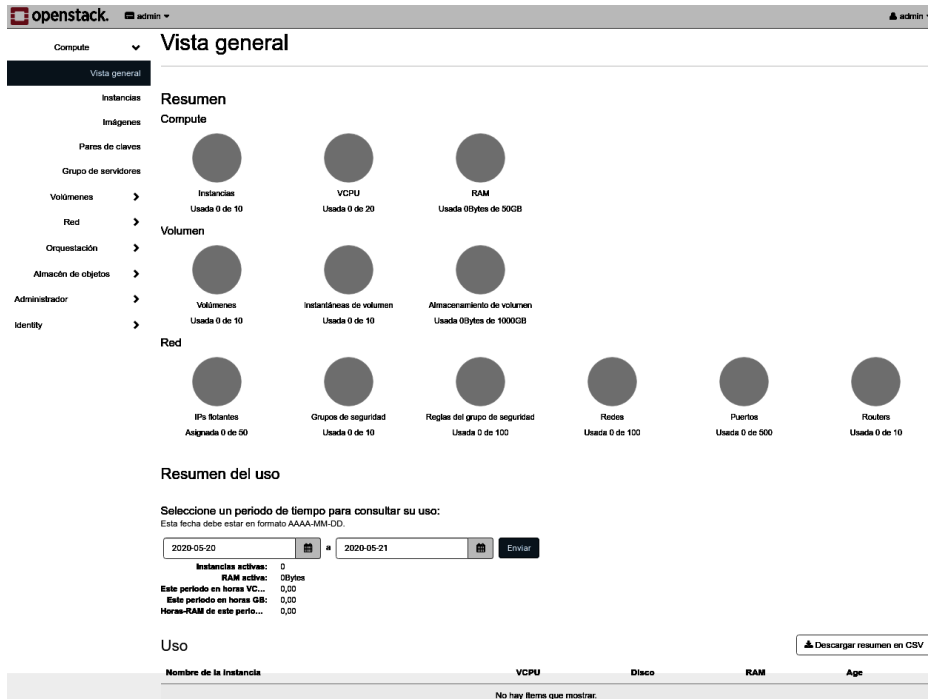 openstack. admin admin
Compute
Vista general
Instancias
Imágenes
Pares de claves
Grupo de servidores
Volúmenes
Red
Orquestación
Almacén de objetos
Administrador
Identity
Vista general
Resumen
Compute
Instancias VCPU RAM
Usada 0 de 10 Usada 0 de 20 Usada 0Bytes de 50GB
Volumen
Volúmenes Instantáneas de volumen Almacenamiento de volumen
Usada 0 de 10 Usada 0 de 10 Usada 0Bytes de 1000GB
Red
IPs flotantes Grupos de seguridad Reglas del grupo de seguridad Redes Puertos Routers
Asignada 0 de 50 Usada 0 de 10 Usada 0 de 100 Usada 0 de 100 Usada 0 de 500 Usada 0 de 10
Resumen del uso
Seleccione un periodo de tiempo para consultar su uso:
Esta fecha debe estar en formato AAAA-MM-DD.
2020-05-20 a 2020-05-21 Enviar
Instancias activas: 0
RAM activa: 0Bytes
Este periodo en horas VC... 0,00
Este periodo en horas GB: 0,00
Horas-RAM de este perio... 0,00
Uso Descargar resumen en CSV
Nombre de la instancia VCPU Disco RAM Age
No hay ítems que mostrar.